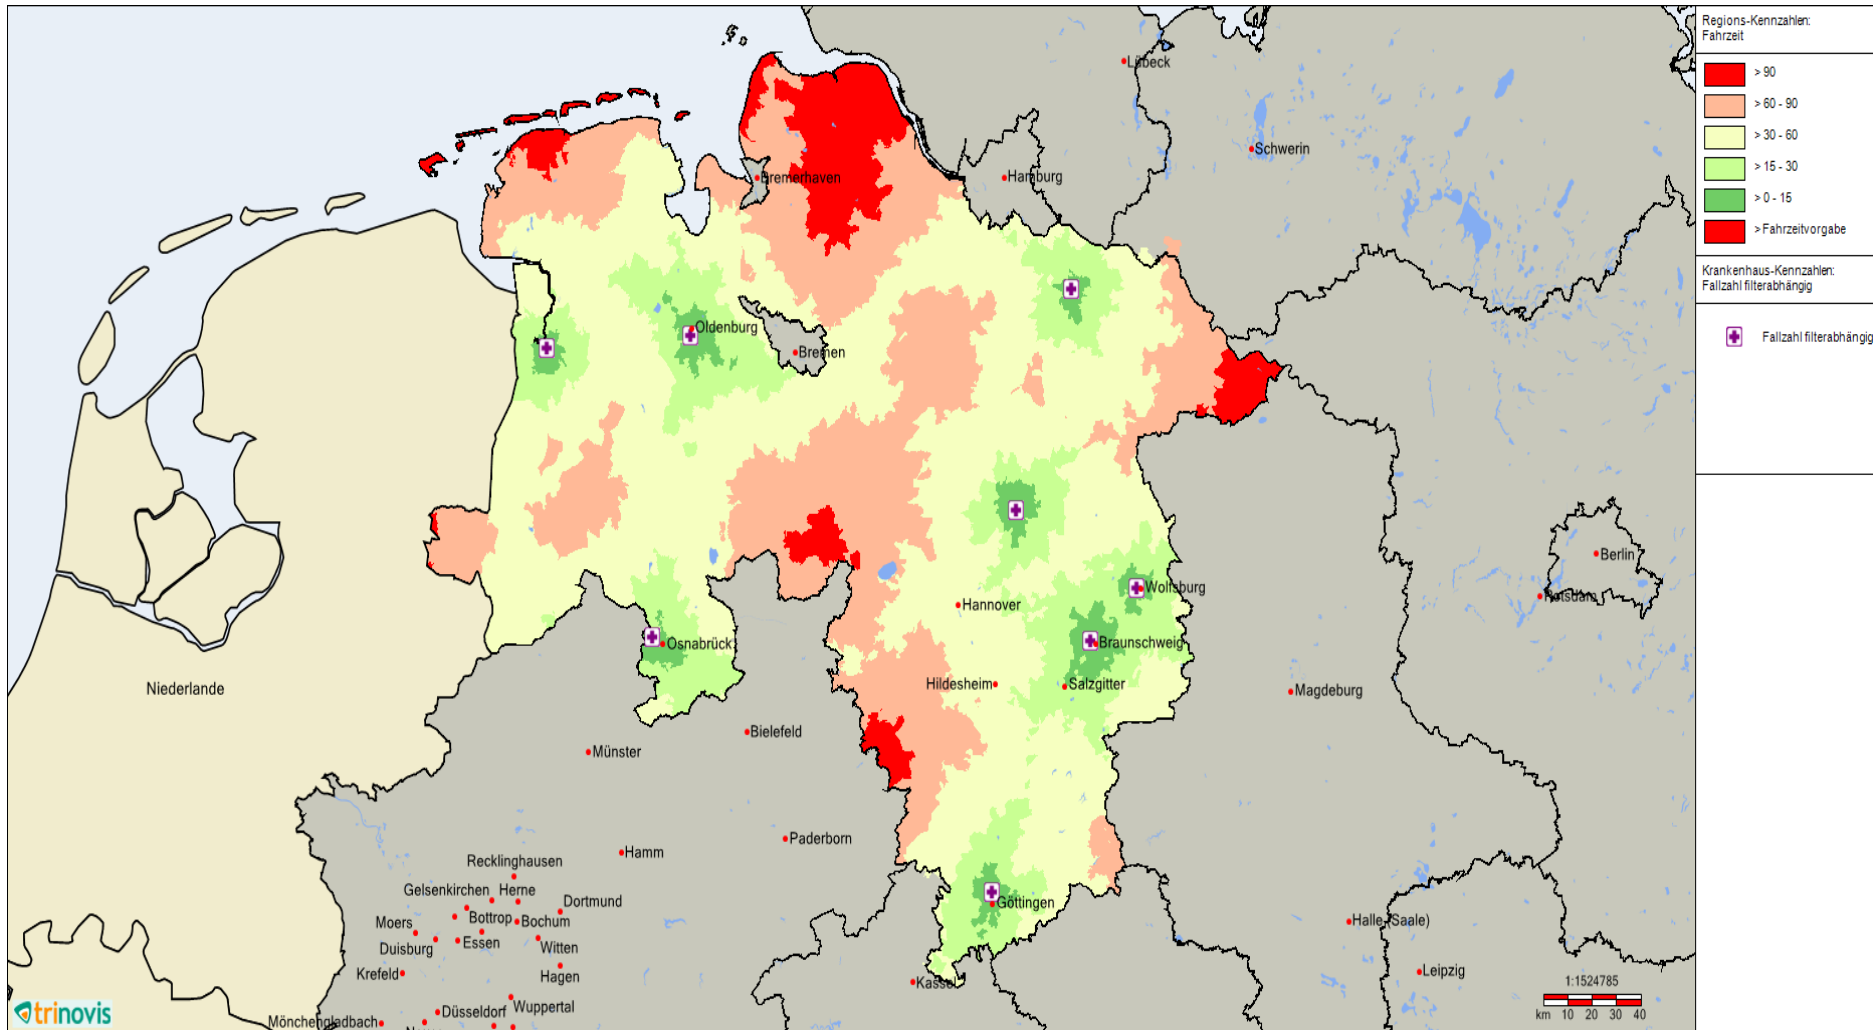 Regions-Kennzahlen:
Fahrzeit
> 90
> 60 - 90
> 30 - 60
> 15 - 30
> 0 - 15
> Fahrzeitvorgabe
Krankenhaus-Kennzahlen:
Fallzahl filterabhängig
Fallzahl filterabhängig
Lübeck
Schwerin
Bremerhaven
Hamburg
Oldenburg
Bremen
Berlin
Potsdam
Wolfsburg
Hannover
Osnabrück
Braunschweig
Niederlande
Hildesheim
Salzgitter
Magdeburg
Bielefeld
Münster
Paderborn
Hamm
Recklinghausen
Gelsenkirchen
Herne
Dortmund
Göttingen
Moers
Bottrop
Bochum
Halle (Saale)
Duisburg
Essen
Witten
Krefeld
Hagen
Leipzig
Kassel
1:1524785
km 10 20 30 40
Düsseldorf
Wuppertal
Mönchengladbach
trinovis